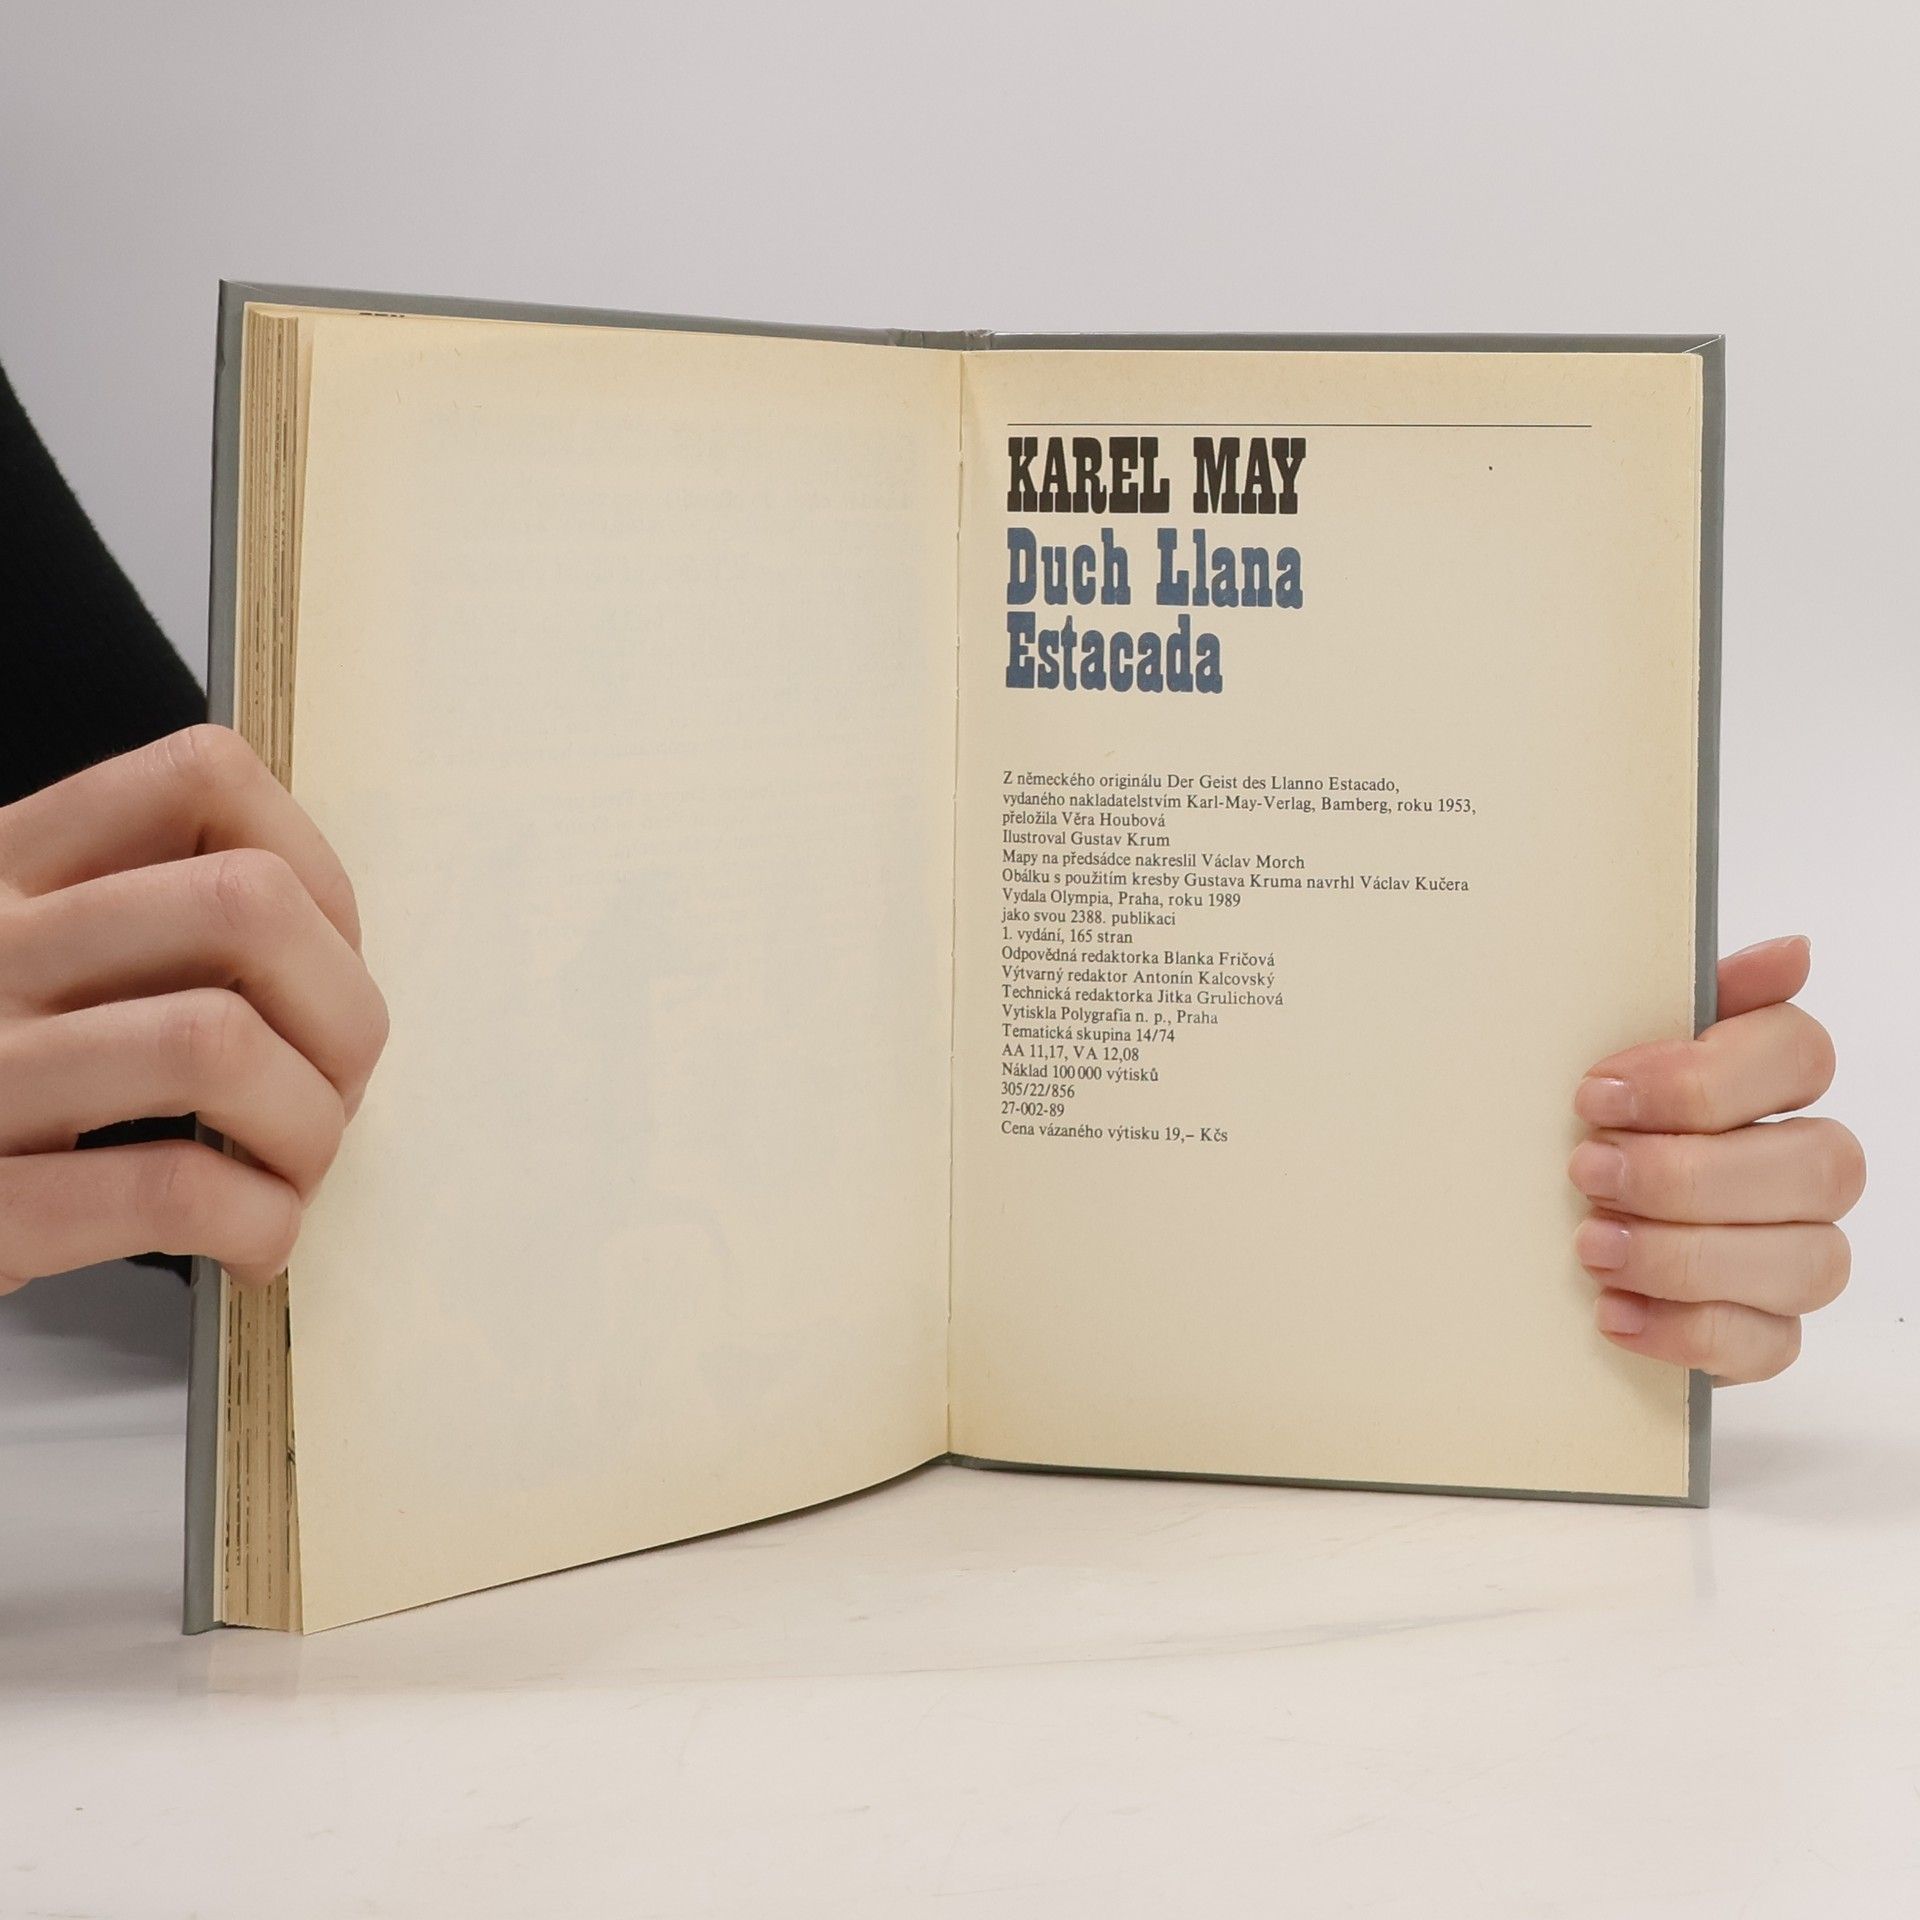 KAREL MAY
Duch Llana
Estacada
Z německého originálu Der Geist des Llanno Estacado,
vydaného nakladatelstvím Karl-May-Verlag, Bamberg, roku 1953,
přeložila Věra Houbová
Ilustroval Gustav Krum
Mapy na předsádce nakreslil Václav Morch
Obálku s použitím kresby Gustava Kruma navrhl Václav Kučera
Vydala Olympia, Praha, roku 1989
jako svou 2388. publikaci
1. vydání, 165 stran
Odpovědná redaktorka Blanka Fričová
Výtvarný redaktor Antonín Kalcovský
Technická redaktorka Jitka Grulichová
Vytiskla Polygrafia n. p., Praha
Tematická skupina 14/74
AA 11,17, VA 12,08
Náklad 100 000 výtisků
305/22/856
27-002-89
Cena vázaného výtisku 19,– Kčs